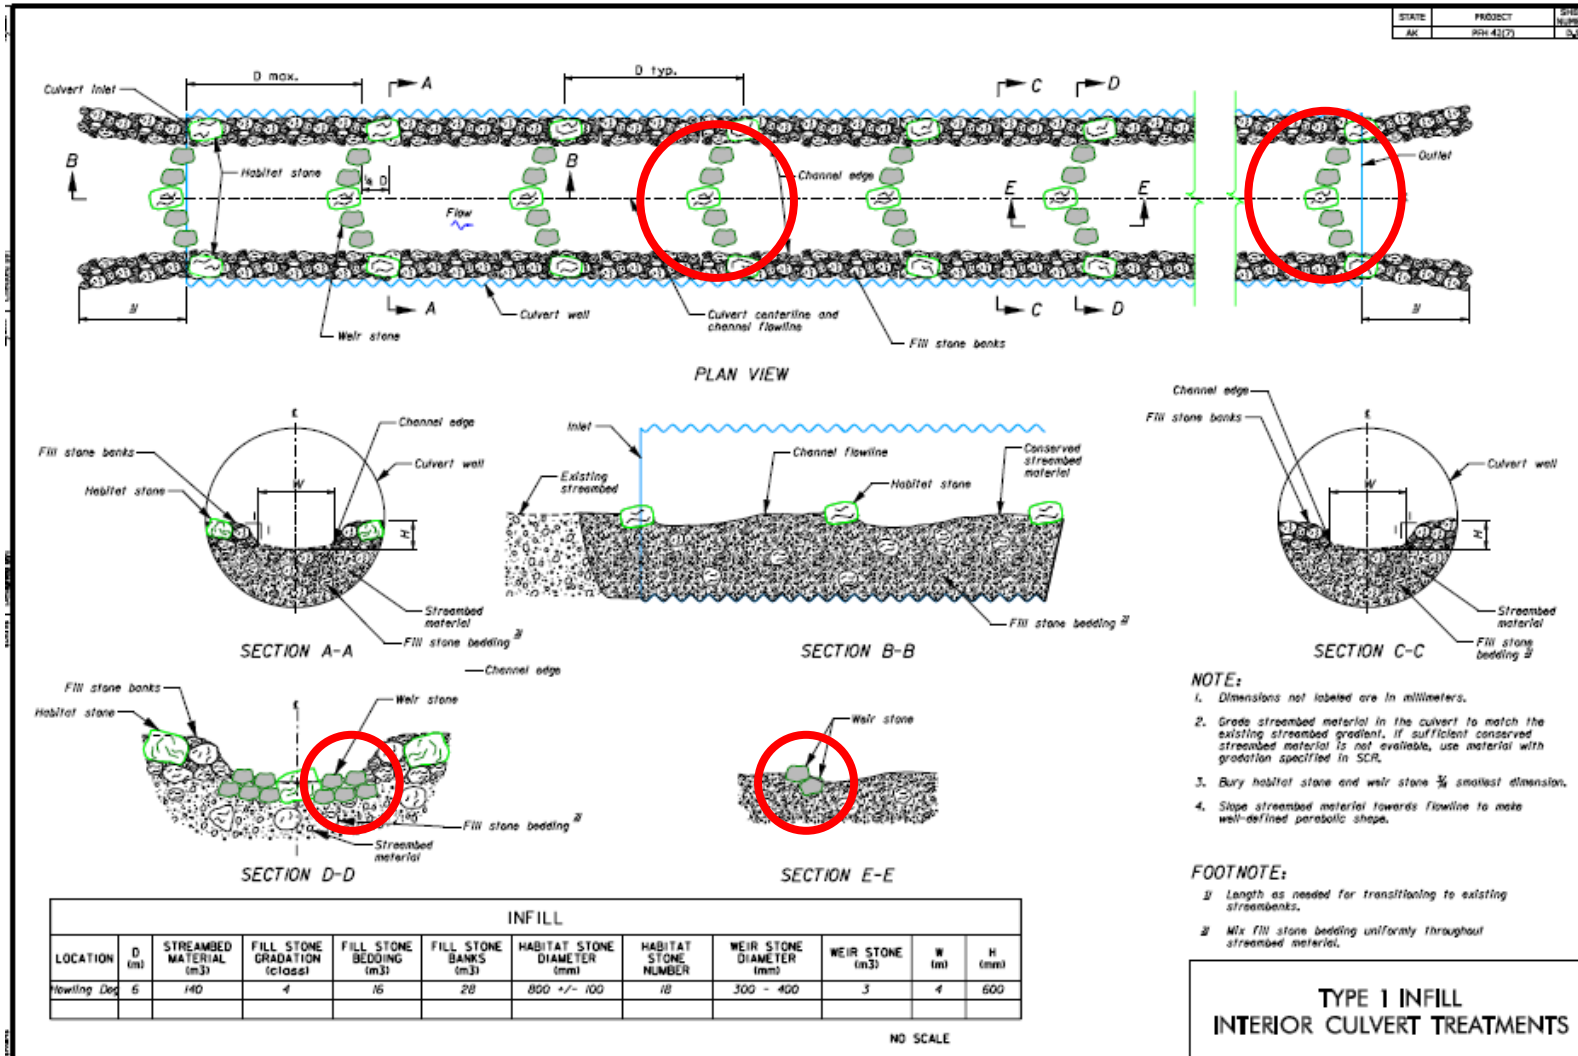 STATE PROJECT
AK PFH 42(7)
D max.
A
D typ.
C
D
Culvert Inlet
B
Habitat stone
¼ D
B
Flow
Channel edge
E
E
Outlet
1/
A
Culvert wall
Culvert centerline and
channel flowline
C
D
1/
Weir stone
Fill stone banks
PLAN VIEW
Channel edge
Fill stone banks
Culvert wall
Habitat stone
W
H
Streambed
material
Fill stone bedding 2/
SECTION A-A
Inlet
Channel flowline
Conserved
streambed
material
Existing
streambed
Habitat stone
Fill stone bedding 2/
SECTION B-B
Channel edge
Fill stone banks
Culvert wall
W
H
Streambed
material
Fill stone
bedding 2/
SECTION C-C
Channel edge
Fill stone banks
Weir stone
Habitat stone
Fill stone bedding 2/
Streambed
material
SECTION D-D
Weir stone
SECTION E-E
NOTE:
1. Dimensions not labeled are in millimeters.
2. Grade streambed material in the culvert to match the
existing streambed gradient. If sufficient conserved
streambed material is not available, use material with
gradation specified in SCR.
3. Bury habitat stone and weir stone ¾ smallest dimension.
4. Slope streambed material towards flowline to make
well-defined parabolic shape.
FOOTNOTE:
1/ Length as needed for transitioning to existing
streambanks.
2/ Mix fill stone bedding uniformly throughout
streambed material.
INFILL
LOCATION D (m) STREAMBED MATERIAL (m3) FILL STONE GRADATION (class) FILL STONE BEDDING (m3) FILL STONE BANKS (m3) HABITAT STONE DIAMETER (mm) HABITAT STONE NUMBER WEIR STONE DIAMETER (mm) WEIR STONE (m3) W (m) H (mm)
Howling Dog 6 140 4 16 28 800 +/- 100 18 300 - 400 3 4 600
NO SCALE
TYPE 1 INFILL
INTERIOR CULVERT TREATMENTS